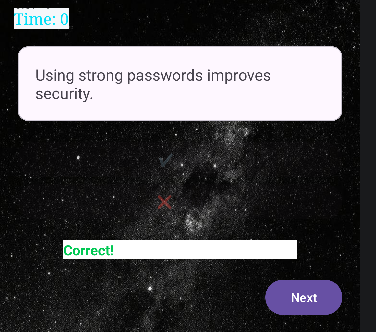 Time: 0
Using strong passwords improves
security.
Correct!
Next